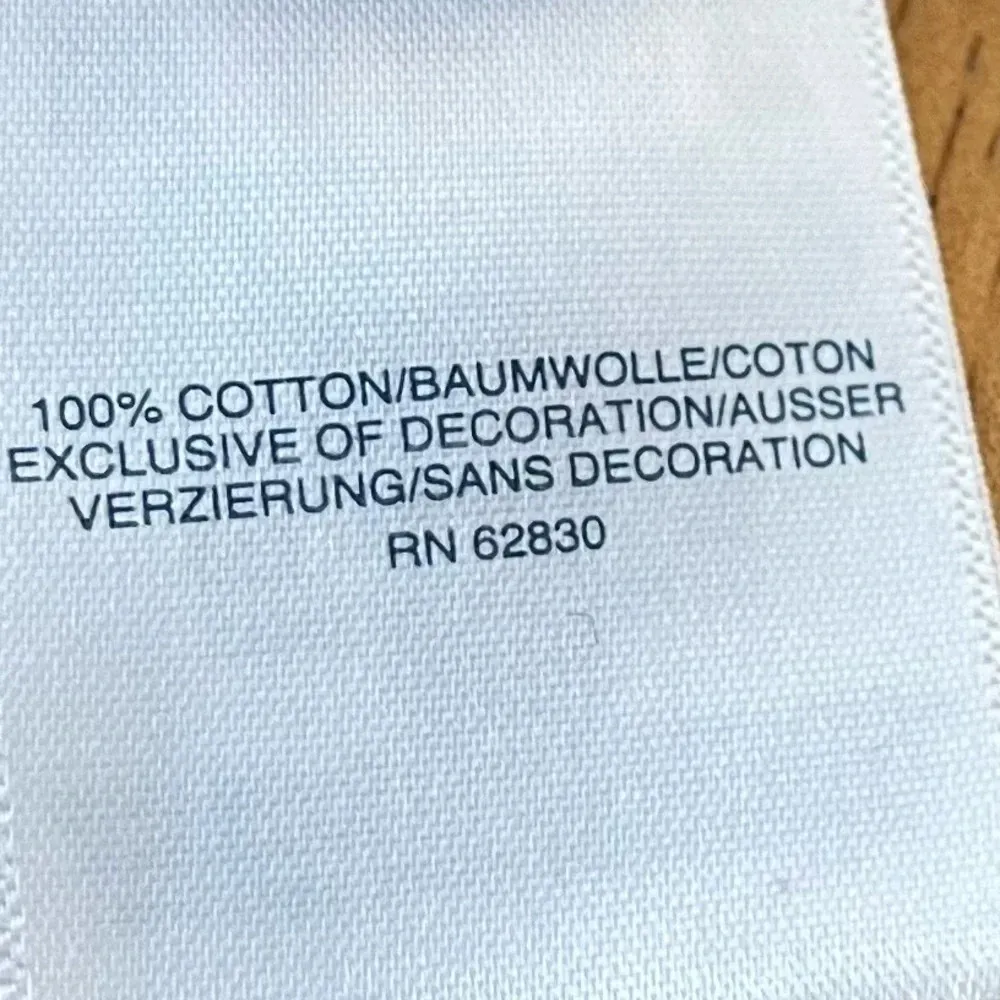 100% COTTON/BAUMWOLLE/COTON
EXCLUSIVE OF DECORATION/AUSSER
VERZIERUNG/SANS DECORATION
RN 62830